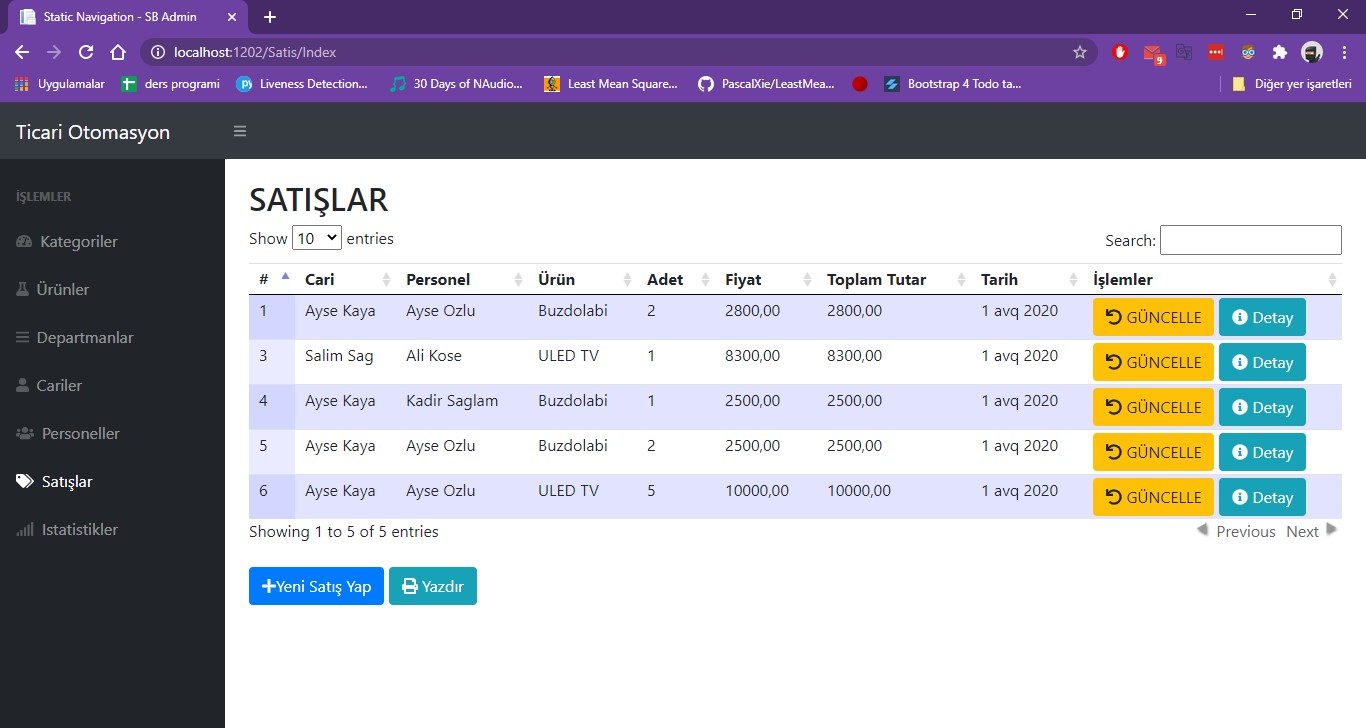 Static Navigation - SB Admin
localhost:1202/Satis/Index
9
Uygulamalar ders programi Liveness Detection... 30 Days of NAudio... Least Mean Square... PascalXie/LeastMea... Bootstrap 4 Todo ta... Diğer yer işaretleri
Ticari Otomasyon
İŞLEMLER
Kategoriler
Ürünler
Departmanlar
Cariler
Personeller
Satışlar
Istatistikler
SATIŞLAR
Show 10 entries Search:
# Cari Personel Ürün Adet Fiyat Toplam Tutar Tarih İşlemler
1 Ayse Kaya Ayse Ozlu Buzdolabi 2 2800,00 2800,00 1 avq 2020 GÜNCELLE Detay
3 Salim Sag Ali Kose ULED TV 1 8300,00 8300,00 1 avq 2020 GÜNCELLE Detay
4 Ayse Kaya Kadir Saglam Buzdolabi 1 2500,00 2500,00 1 avq 2020 GÜNCELLE Detay
5 Ayse Kaya Ayse Ozlu Buzdolabi 2 2500,00 2500,00 1 avq 2020 GÜNCELLE Detay
6 Ayse Kaya Ayse Ozlu ULED TV 5 10000,00 10000,00 1 avq 2020 GÜNCELLE Detay
Showing 1 to 5 of 5 entries Previous Next
Yeni Satış Yap Yazdır